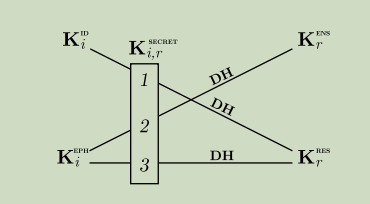 K_i^ID
K_{i,r}^SECRET
K_r^ENS
1
DH
DH
2
K_i^EPH
3
DH
K_r^RES